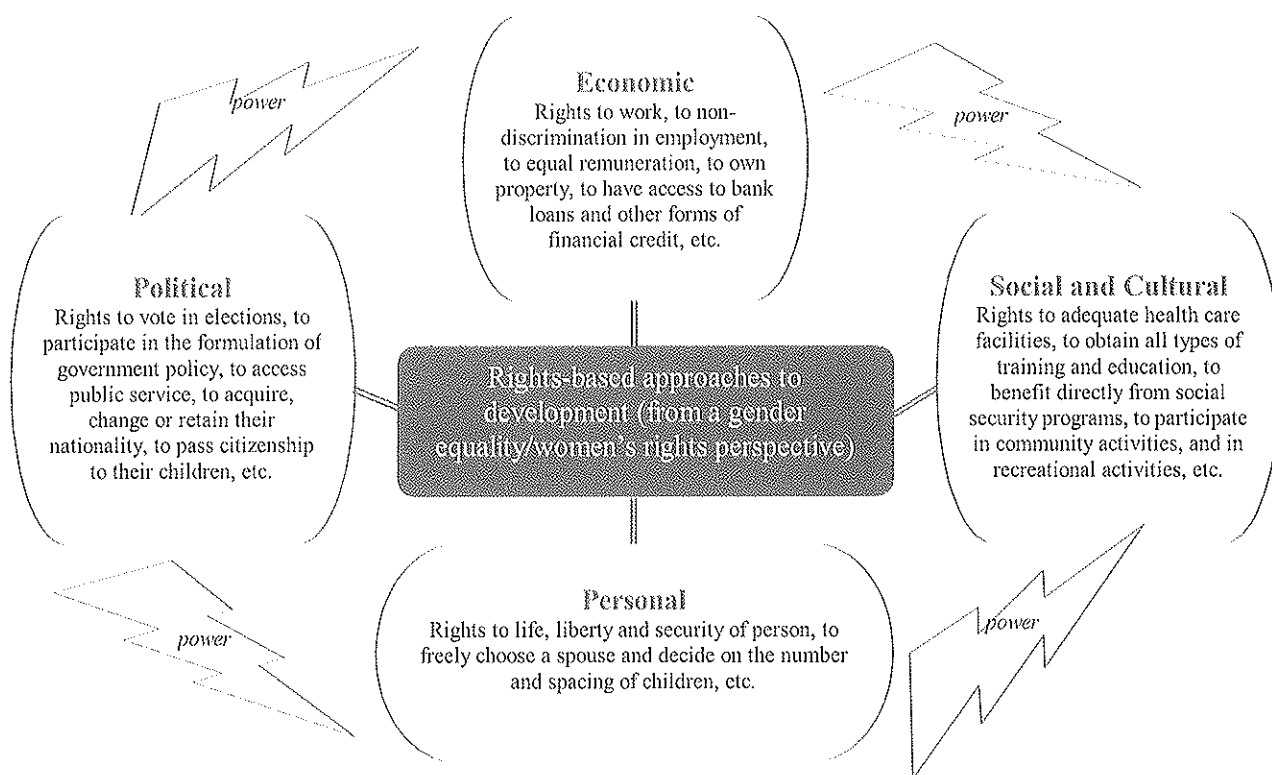 power
Economic
Rights to work, to non-
discrimination in employment,
to equal remuneration, to own
property, to have access to bank
loans and other forms of
financial credit, etc.
power
Political
Rights to vote in elections, to
participate in the formulation of
government policy, to access
public service, to acquire,
change or retain their
nationality, to pass citizenship
to their children, etc.
Rights-based approaches to
development (from a gender
equality/women's rights perspective)
Social and Cultural
Rights to adequate health care
facilities, to obtain all types of
training and education, to
benefit directly from social
security programs, to participate
in community activities, and in
recreational activities, etc.
power
Personal
Rights to life, liberty and security of person, to
freely choose a spouse and decide on the number
and spacing of children, etc.
power